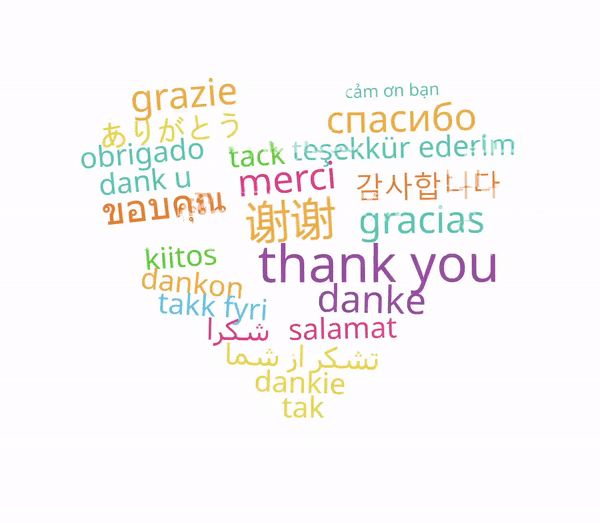 grazie
cảm ơn bạn
ありがとう
спасибо
obrigado
tack
teşekkür ederim
dank u
merci
감사합니다
ขอบคุณ
谢谢
gracias
kiitos
thank you
dankon
danke
takk fyri
شكرا
salamat
تشکر از شما
dankie
tak